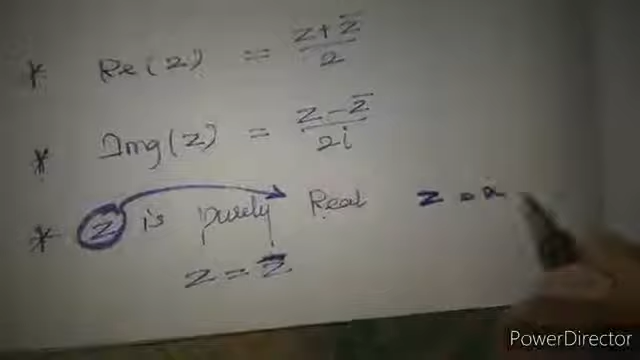 * Re(z) = z + z̅ / 2
* Img(z) = z - z̅ / 2i
* z is purely Real z = x
z = z̅
PowerDirector